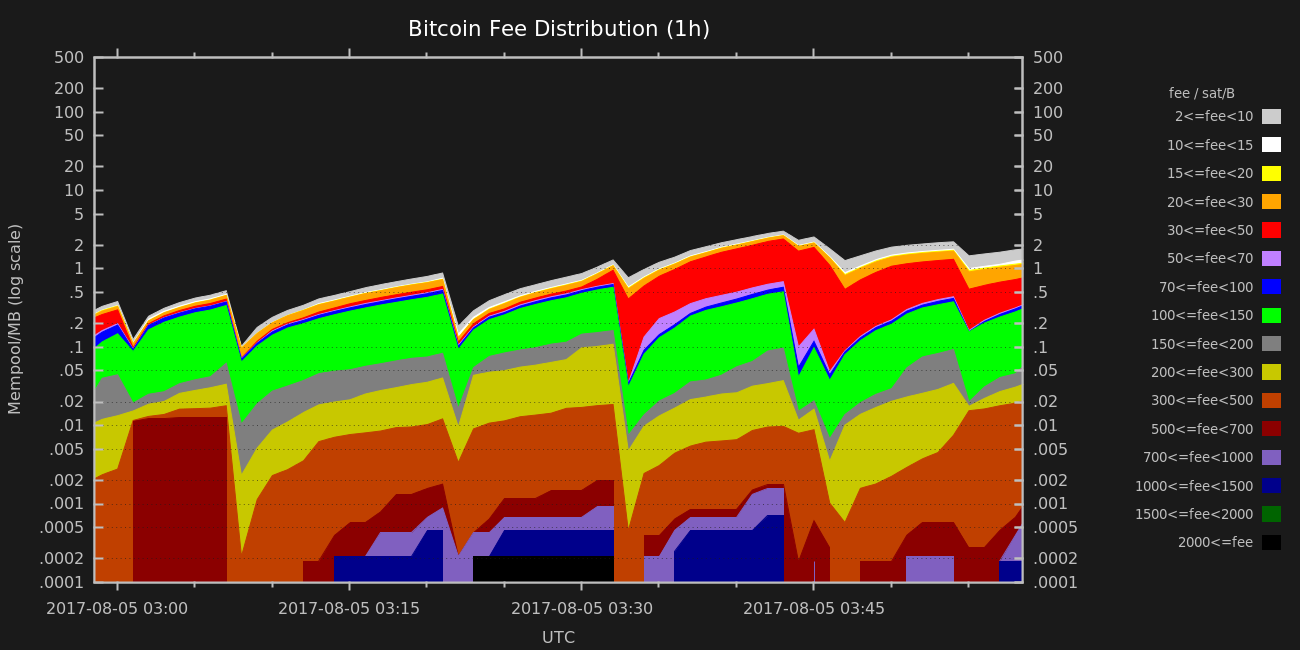 Bitcoin Fee Distribution (1h)
Mempool/MB (log scale)
500
200
100
50
20
10
5
2
1
.5
.2
.1
.05
.02
.01
.005
.002
.001
.0005
.0002
.0001
500
200
100
50
20
10
5
2
1
.5
.2
.1
.05
.02
.01
.005
.002
.001
.0005
.0002
.0001
2017-08-05 03:00
2017-08-05 03:15
2017-08-05 03:30
2017-08-05 03:45
UTC
fee / sat/B
2<=fee<10
10<=fee<15
15<=fee<20
20<=fee<30
30<=fee<50
50<=fee<70
70<=fee<100
100<=fee<150
150<=fee<200
200<=fee<300
300<=fee<500
500<=fee<700
700<=fee<1000
1000<=fee<1500
1500<=fee<2000
2000<=fee